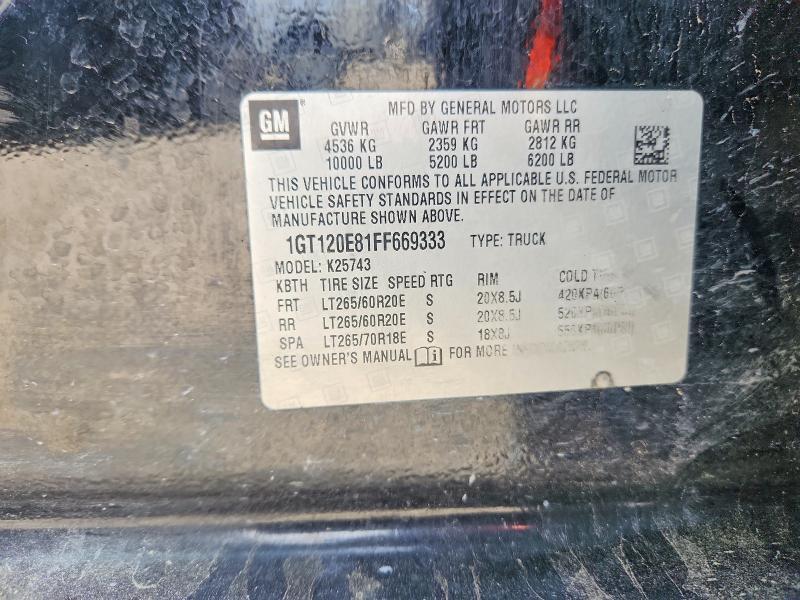 GM
MFD BY GENERAL MOTORS LLC
GVWR GAWR FRT GAWR RR
4536 KG 2359 KG 2812 KG
10000 LB 5200 LB 6200 LB
THIS VEHICLE CONFORMS TO ALL APPLICABLE U.S. FEDERAL MOTOR
VEHICLE SAFETY STANDARDS IN EFFECT ON THE DATE OF
MANUFACTURE SHOWN ABOVE.
1GT120E81FF669333 TYPE: TRUCK
MODEL: K25743
KBTH TIRE SIZE SPEED RTG RIM COLD
FRT LT265/60R20E S 20X8.5J
RR LT265/60R20E S 20X8.5J
SPA LT265/70R18E S 18X8J
SEE OWNER'S MANUAL FOR MORE